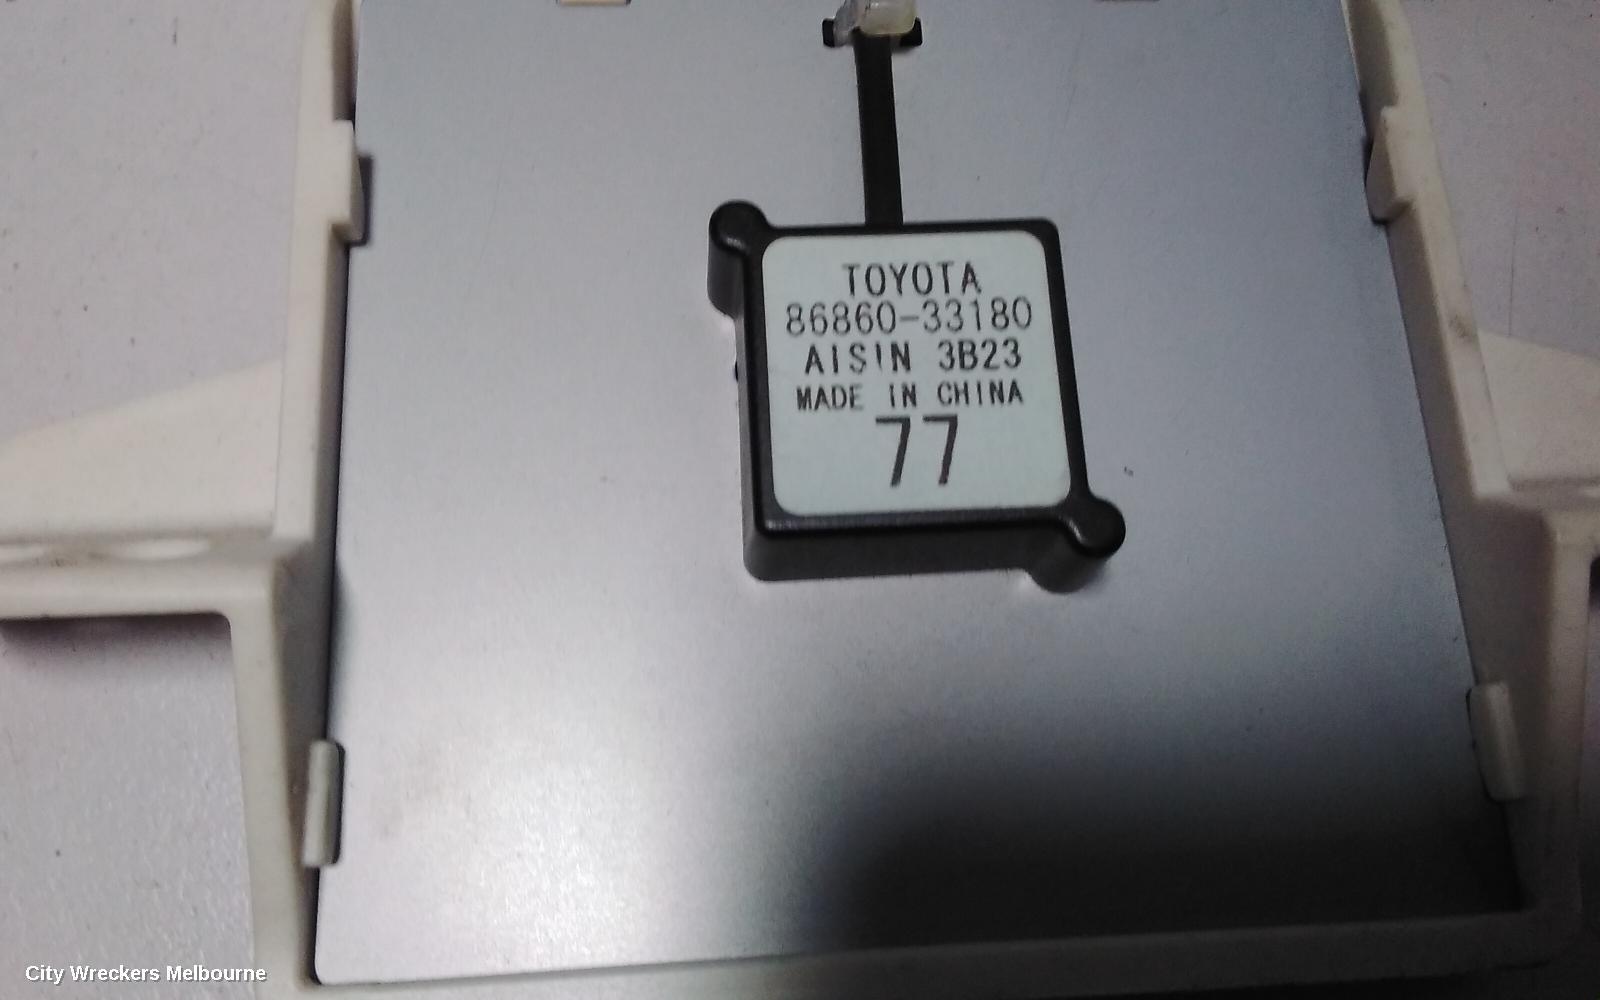 TOYOTA
86860-33180
AISIN 3B23
MADE IN CHINA
77
City Wreckers Melbourne